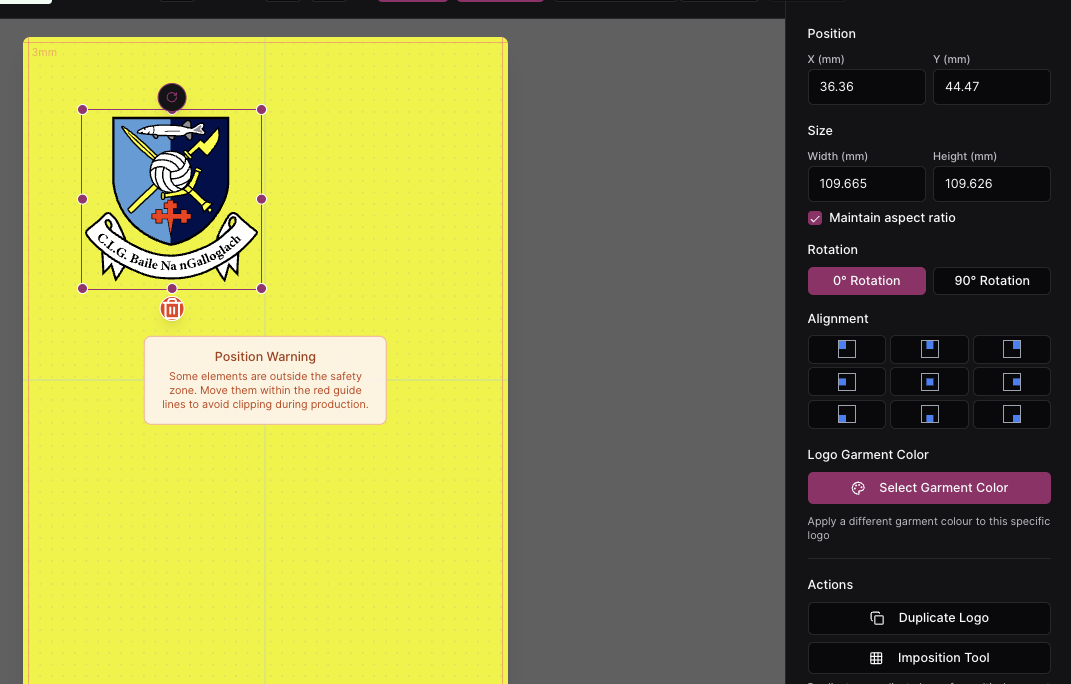 3mm
C.L.G. Baile Na nGalloglach
Position Warning
Some elements are outside the safety
zone. Move them within the red guide
lines to avoid clipping during production.
Position
X (mm)
Y (mm)
36.36
44.47
Size
Width (mm)
Height (mm)
109.665
109.626
Maintain aspect ratio
Rotation
0° Rotation
90° Rotation
Alignment
Logo Garment Color
Select Garment Color
Apply a different garment colour to this specific
logo
Actions
Duplicate Logo
Imposition Tool